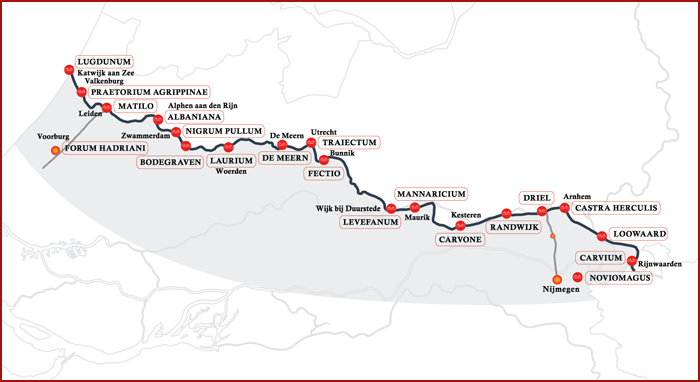 LUGDUNUM
Katwijk aan Zee
Valkenburg
PRAETORIUM AGRIPPINAE
Leiden
MATILO
Alphen aan den Rijn
ALBANIANA
Zwammerdam
NIGRUM PULLUM
Voorburg
FORUM HADRIANI
BODEGRAVEN
LAURIUM
Woerden
De Meern
DE MEERN
Utrecht
TRAIECTUM
Bunnik
FECTIO
Wijk bij Duurstede
LEVEFANUM
MANNARICIUM
Maurik
Kesteren
CARVONE
RANDWIJK
DRIEL
Arnhem
CASTRA HERCULIS
LOOWAARD
CARVIUM
Rijnwaarden
NOVIOMAGUS
Nijmegen